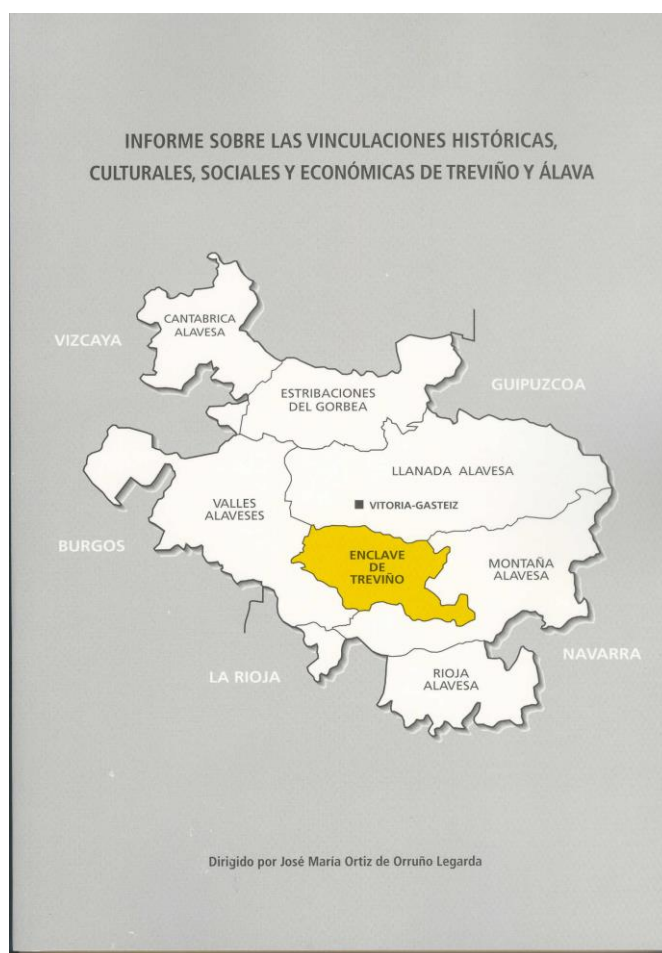 INFORME SOBRE LAS VINCULACIONES HISTÓRICAS,
CULTURALES, SOCIALES Y ECONÓMICAS DE TREVIÑO Y ÁLAVA
CANTABRICA
ALAVESA
VIZCAYA
ESTRIBACIONES
DEL GORBEA
GUIPUZCOA
LLANADA ALAVESA
VALLES
ALAVESES
VITORIA-GASTEIZ
BURGOS
ENCLAVE
DE
TREVIÑO
MONTAÑA
ALAVESA
NAVARRA
LA RIOJA
RIOJA
ALAVESA
Dirigido por José María Ortiz de Orruño Legarda